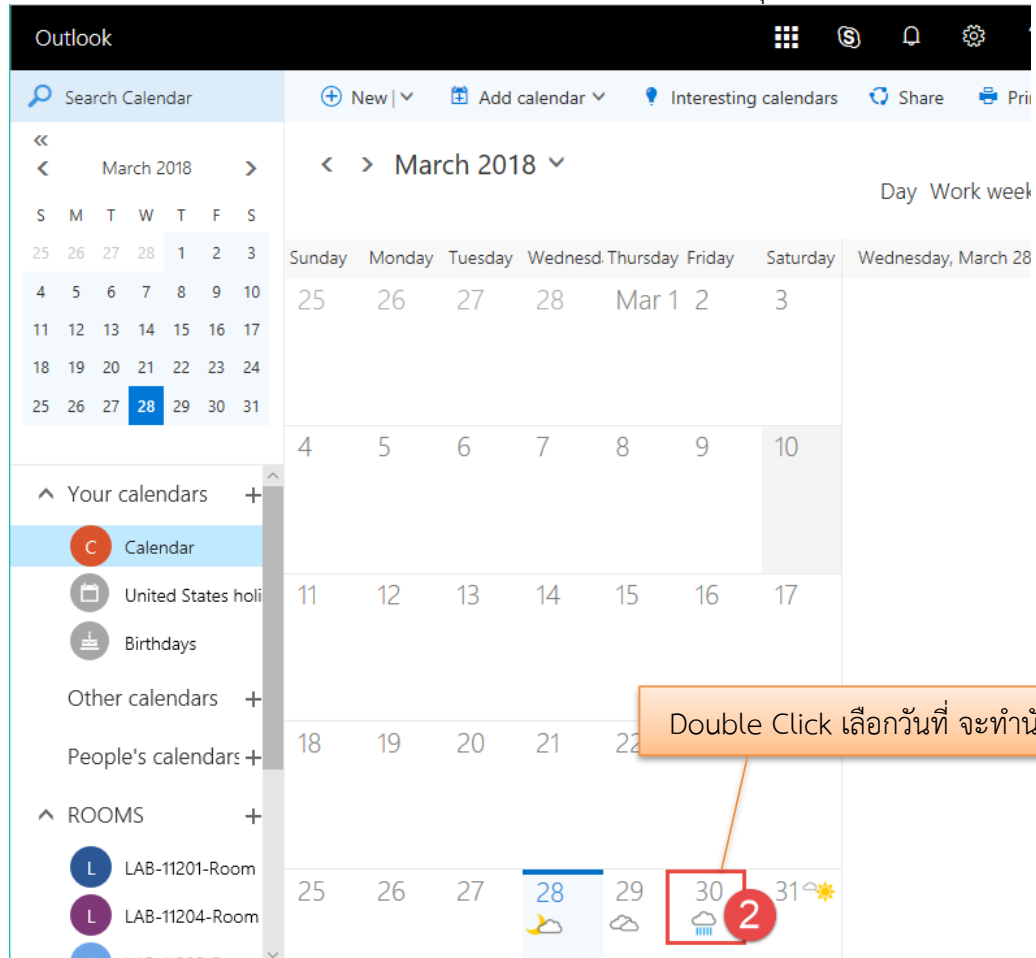 Outlook
Search Calendar
New
Add calendar
Interesting calendars
Share
March 2018
S M T W T F S
25 26 27 28 1 2 3
4 5 6 7 8 9 10
11 12 13 14 15 16 17
18 19 20 21 22 23 24
25 26 27 28 29 30 31
Your calendars
C Calendar
United States holi
Birthdays
Other calendars
People's calendars
ROOMS
L LAB-11201-Room
L LAB-11204-Room
March 2018
Day Work week
Sunday Monday Tuesday Wednesd Thursday Friday Saturday
Wednesday, March 28
25 26 27 28 Mar 1 2 3
4 5 6 7 8 9 10
11 12 13 14 15 16 17
18 19 20 21 22
Double Click เลือกวันที่ จะทำนั
25 26 27 28 29 30 31
2